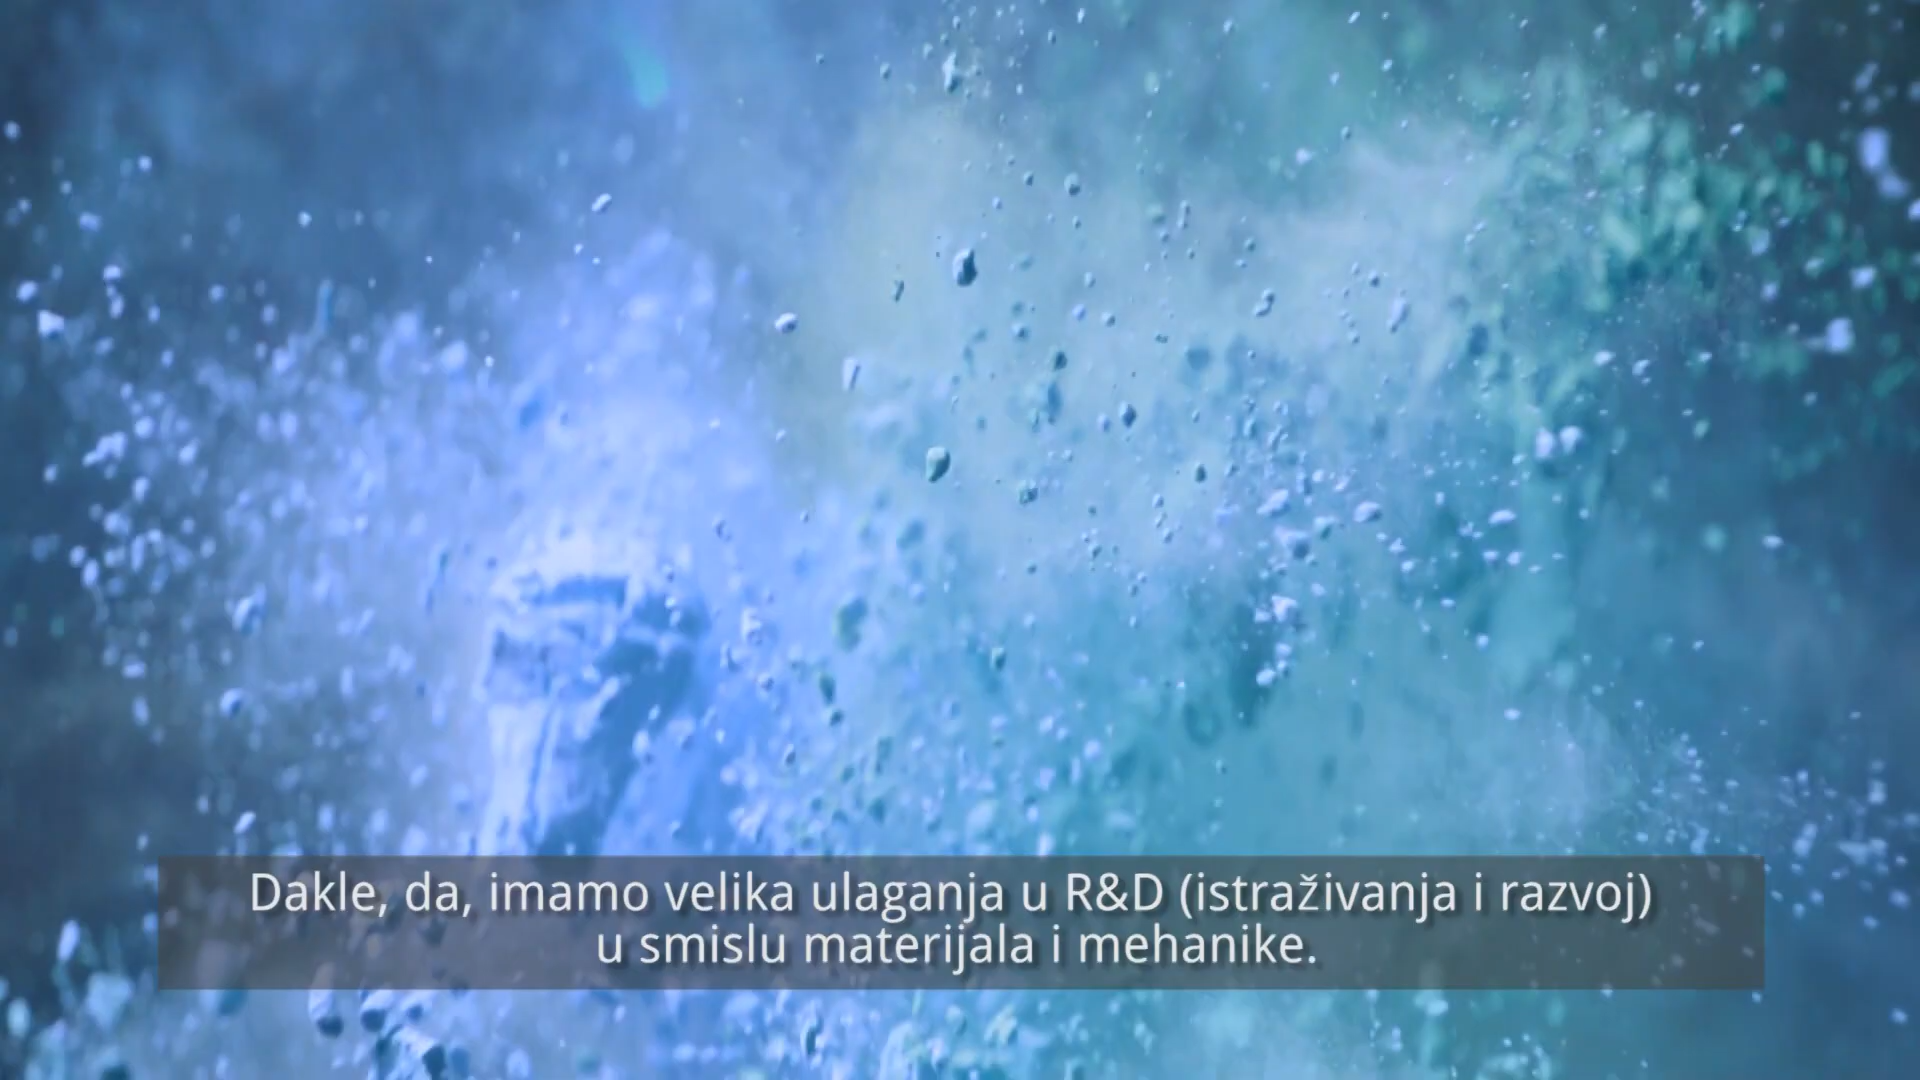 Dakle, da, imamo velika ulaganja u R&D (istraživanja i razvoj)
u smislu materijala i mehanike.